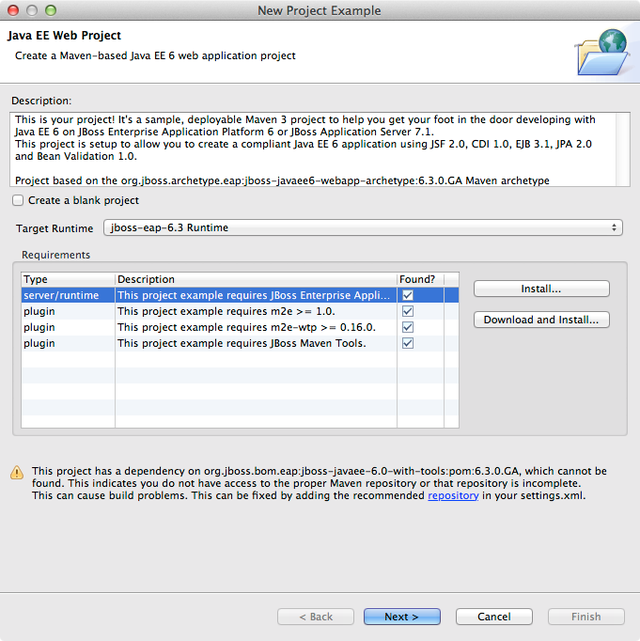 New Project Example
Java EE Web Project
Create a Maven-based Java EE 6 web application project
Description:
This is your project! It's a sample, deployable Maven 3 project to help you get your foot in the door developing with
Java EE 6 on JBoss Enterprise Application Platform 6 or JBoss Application Server 7.1.
This project is setup to allow you to create a compliant Java EE 6 application using JSF 2.0, CDI 1.0, EJB 3.1, JPA 2.0
and Bean Validation 1.0.
Project based on the org.jboss.archetype.eap:jboss-javaee6-webapp-archetype:6.3.0.GA Maven archetype
Create a blank project
Target Runtime jboss-eap-6.3 Runtime
Requirements
Type Description Found?
server/runtime This project example requires JBoss Enterprise Appli...
plugin This project example requires m2e >= 1.0.
plugin This project example requires m2e-wtp >= 0.16.0.
plugin This project example requires JBoss Maven Tools.
Install...
Download and Install...
This project has a dependency on org.jboss.bom.eap:jboss-javaee-6.0-with-tools:pom:6.3.0.GA, which cannot be
found. This indicates you do not have access to the proper Maven repository or that repository is incomplete.
This can cause build problems. This can be fixed by adding the recommended repository in your settings.xml.
< Back Next > Cancel Finish